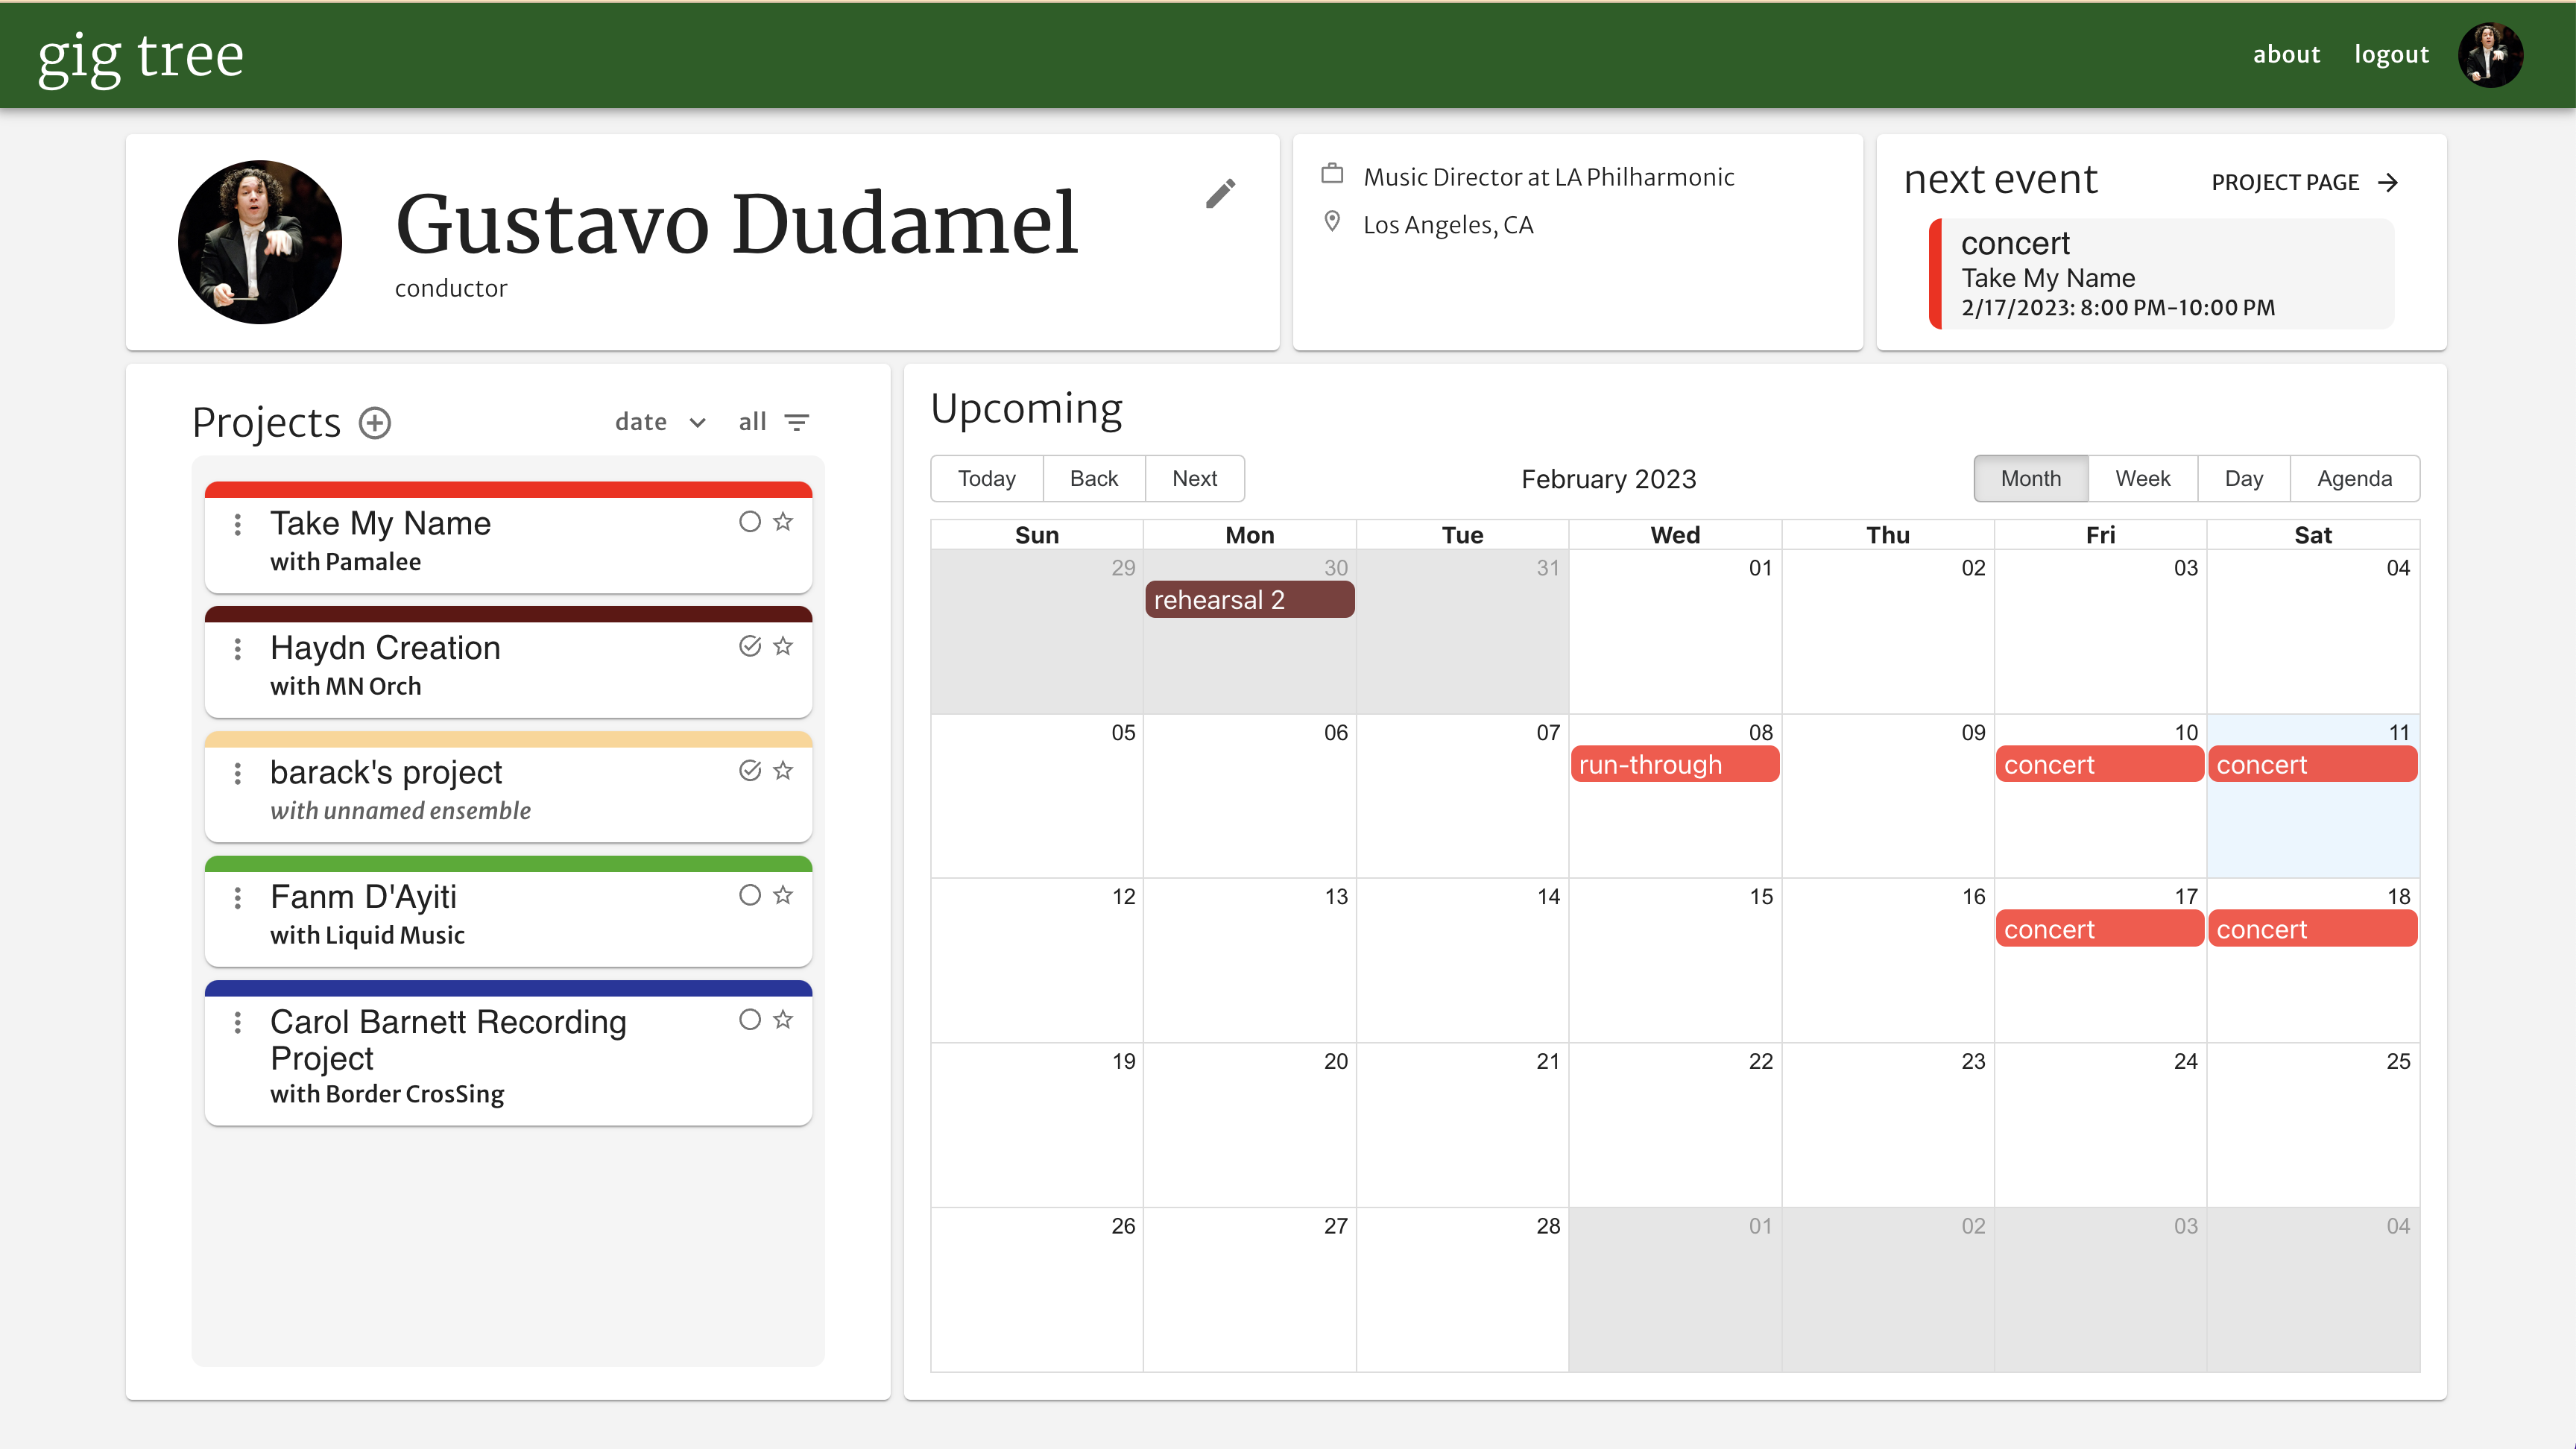 gig tree
about logout
Gustavo Dudamel
conductor
Music Director at LA Philharmonic
Los Angeles, CA
next event PROJECT PAGE
concert
Take My Name
2/17/2023: 8:00 PM-10:00 PM
Projects date all
Take My Name
with Pamalee
Haydn Creation
with MN Orch
barack's project
with unnamed ensemble
Fanm D'Ayiti
with Liquid Music
Carol Barnett Recording
Project
with Border CrosSing
Upcoming
Today Back Next February 2023 Month Week Day Agenda
Sun Mon Tue Wed Thu Fri Sat
29 30 31 01 02 03 04
rehearsal 2
05 06 07 08 09 10 11
run-through concert concert
12 13 14 15 16 17 18
concert concert
19 20 21 22 23 24 25
26 27 28 01 02 03 04